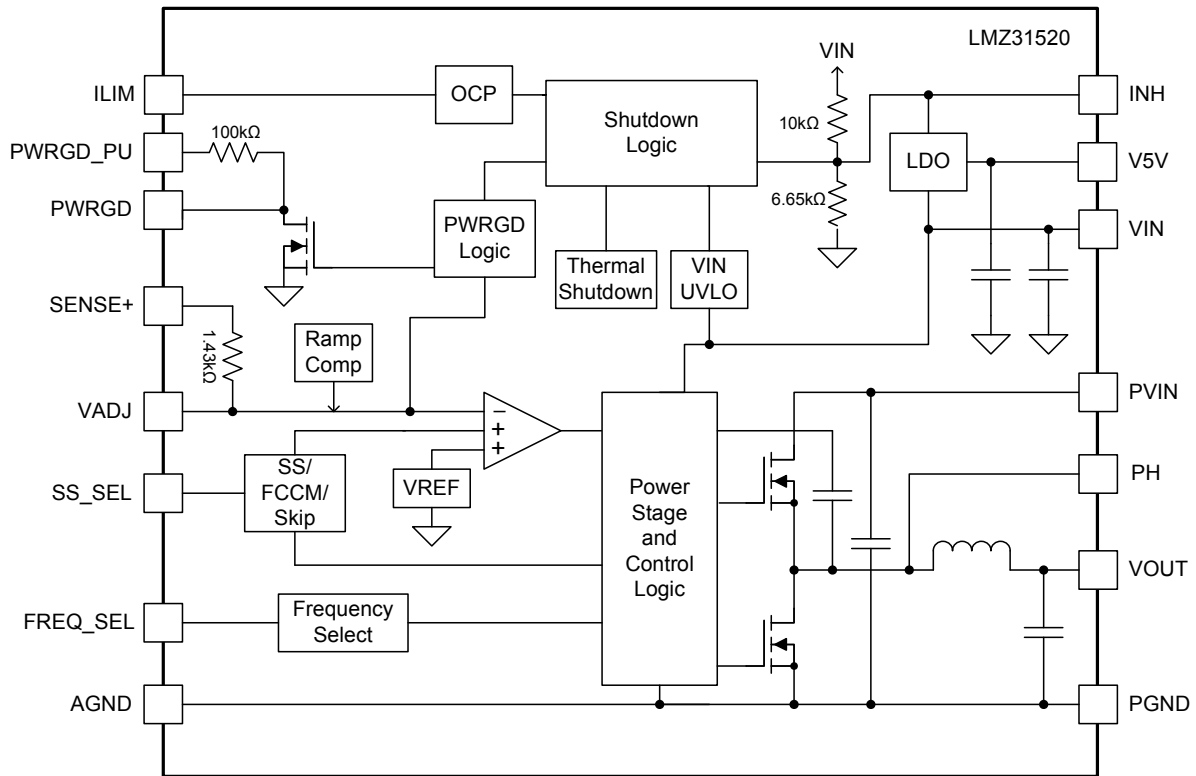 LMZ31520
VIN
ILIM
OCP
Shutdown
Logic
10kΩ
INH
100kΩ
PWRGD_PU
LDO
V5V
PWRGD
PWRGD
Logic
6.65kΩ
VIN
Thermal
Shutdown
VIN
UVLO
SENSE+
1.43kΩ
Ramp
Comp
VADJ
−
+
+
PVIN
SS_SEL
SS/
FCCM/
Skip
VREF
Power
Stage
and
Control
Logic
PH
VOUT
FREQ_SEL
Frequency
Select
AGND
PGND